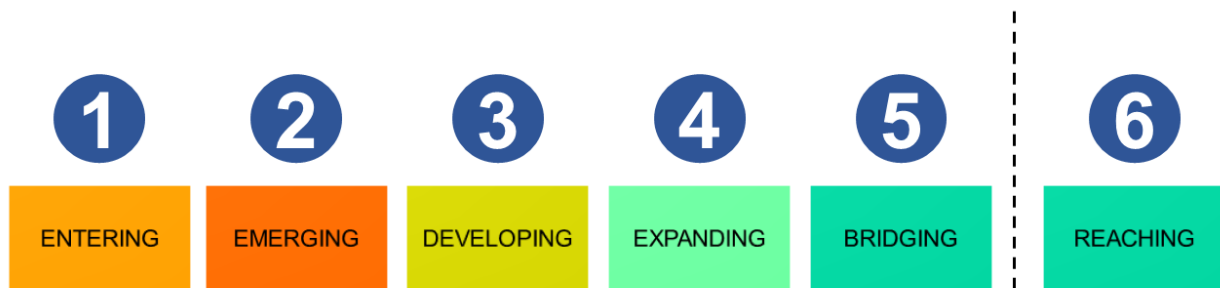 1 2 3 4 5 6
ENTERING EMERGING DEVELOPING EXPANDING BRIDGING REACHING